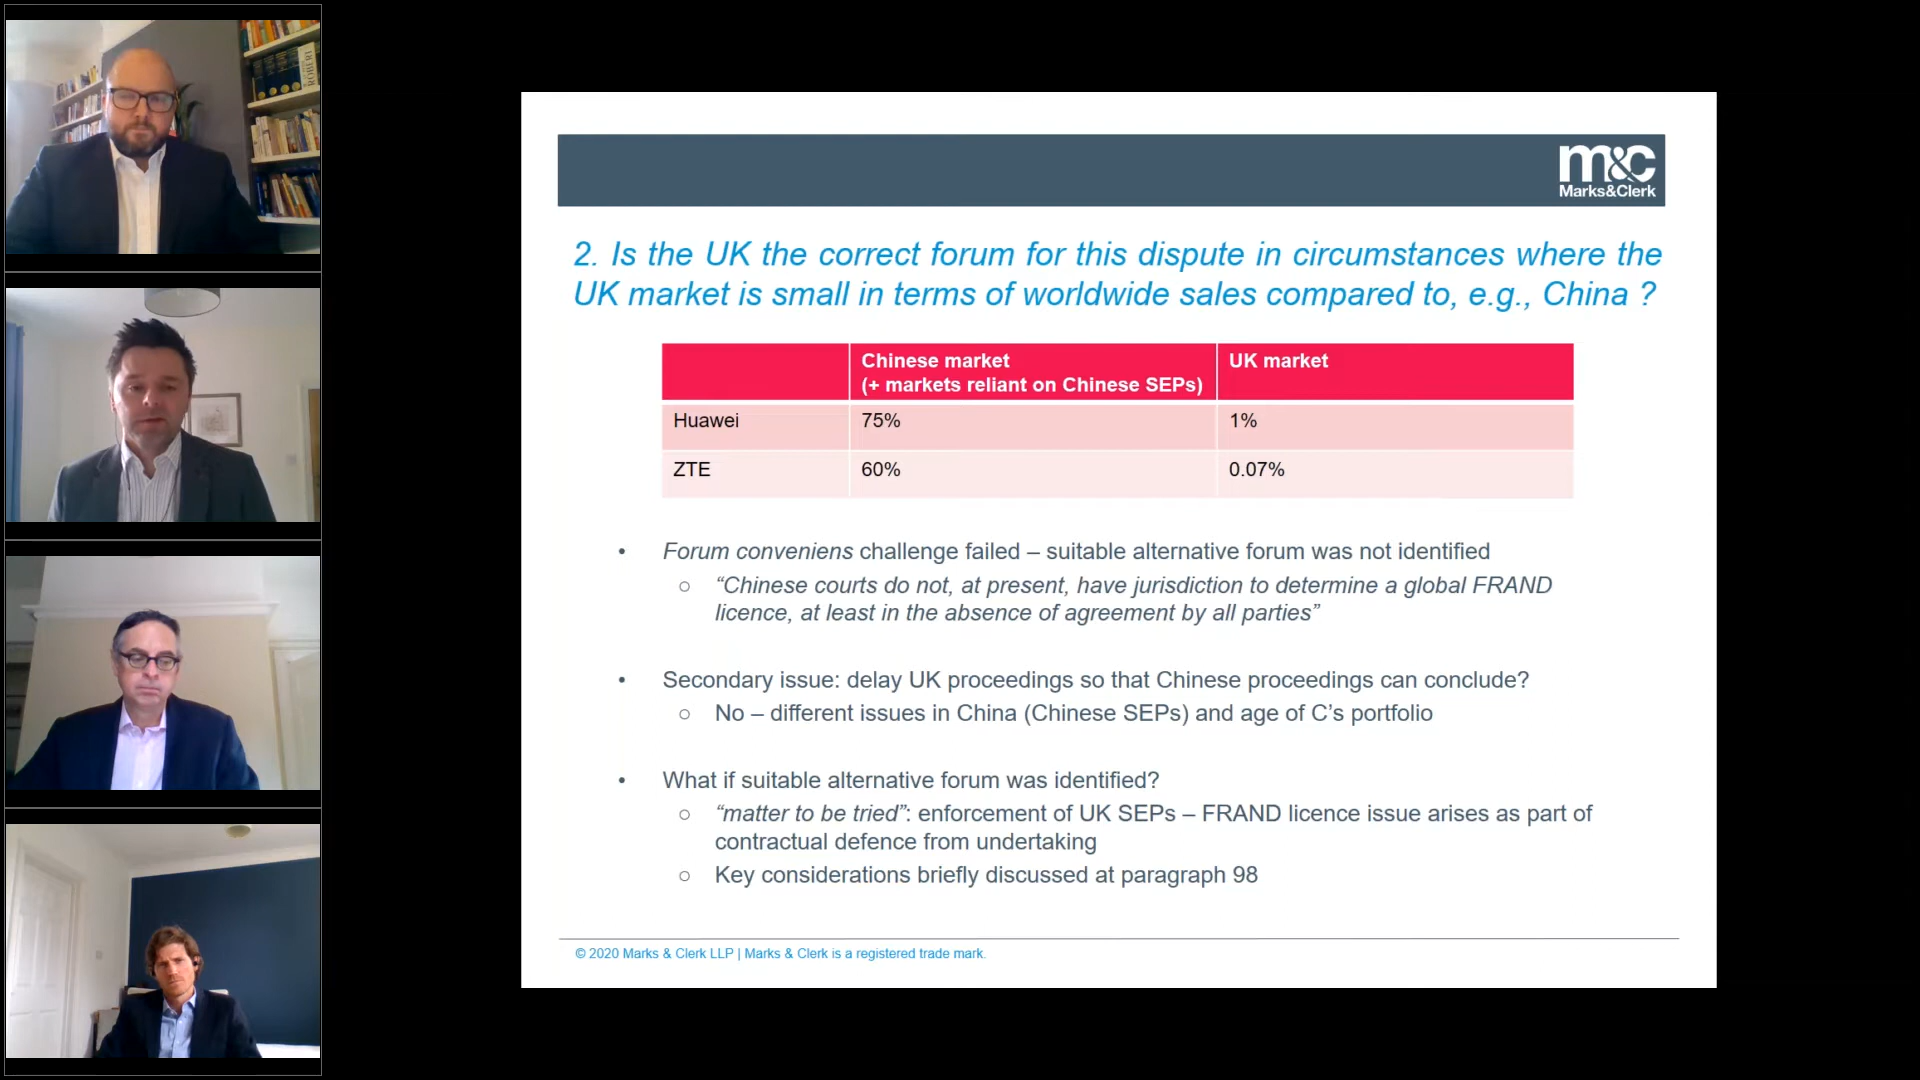 m&c
Marks&Clerk
2. Is the UK the correct forum for this dispute in circumstances where the
UK market is small in terms of worldwide sales compared to, e.g., China ?
Chinese market
(+ markets reliant on Chinese SEPs)
UK market
Huawei 75% 1%
ZTE 60% 0.07%
• Forum conveniens challenge failed – suitable alternative forum was not identified
○ “Chinese courts do not, at present, have jurisdiction to determine a global FRAND
licence, at least in the absence of agreement by all parties”
• Secondary issue: delay UK proceedings so that Chinese proceedings can conclude?
○ No – different issues in China (Chinese SEPs) and age of C’s portfolio
• What if suitable alternative forum was identified?
○ “matter to be tried”: enforcement of UK SEPs – FRAND licence issue arises as part of
contractual defence from undertaking
○ Key considerations briefly discussed at paragraph 98
© 2020 Marks & Clerk LLP | Marks & Clerk is a registered trade mark.